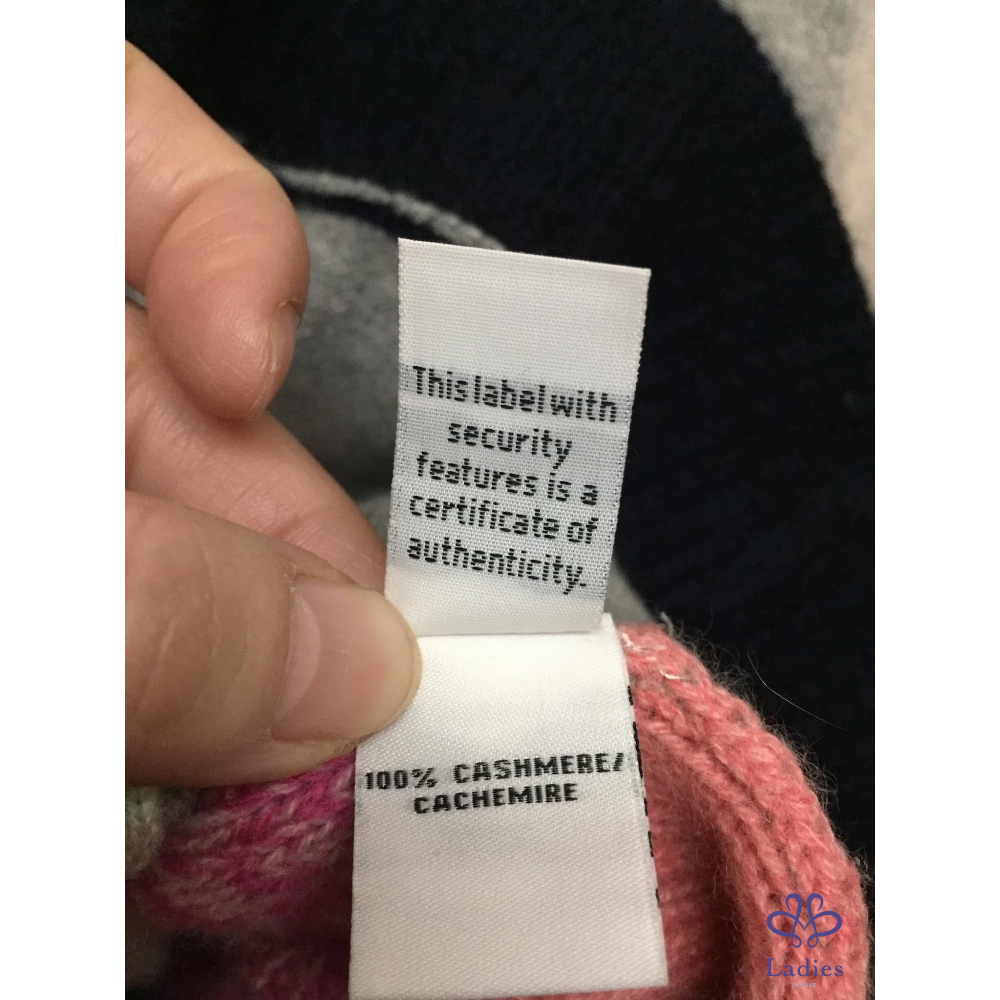 This label with
security
features is a
certificate of
authenticity.
100% CASHMERE/
CACHEMIRE
Ladies